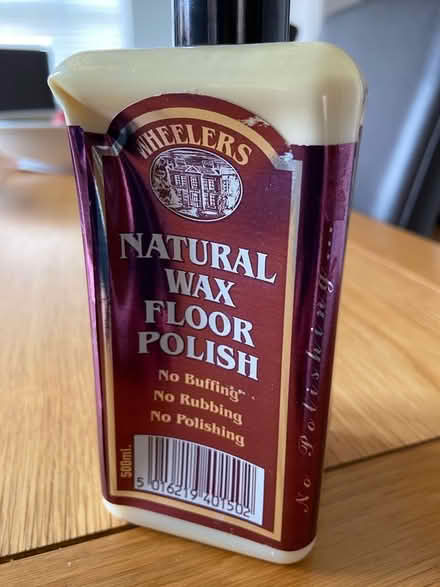 WHEELERS
NATURAL
WAX
FLOOR
POLISH
No Buffing
No Rubbing
No Polishing
500ml.
5 016219 401502
No Polishing...